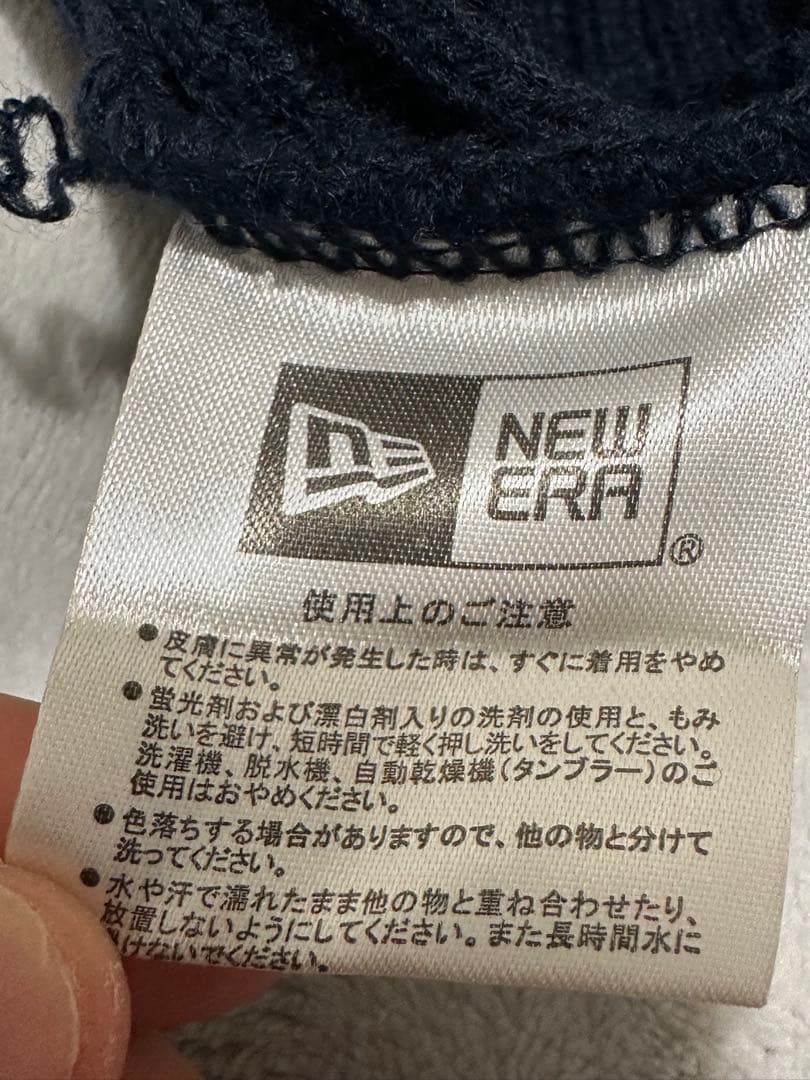 NEW
ERA
®
使用上のご注意
●皮膚に異常が発生した時は、すぐに着用をやめ
てください。
●蛍光剤および漂白剤入りの洗剤の使用と、もみ
洗いを避け、短時間で軽く押し洗いをしてください。
洗濯機、脱水機、自動乾燥機(タンブラー)のご
使用はおやめください。
●色落ちする場合がありますので、他の物と分けて
洗ってください。
●水や汗で濡れたまま他の物と重ね合わせたり、
放置しないようにしてください。また長時間水に
けないでください。